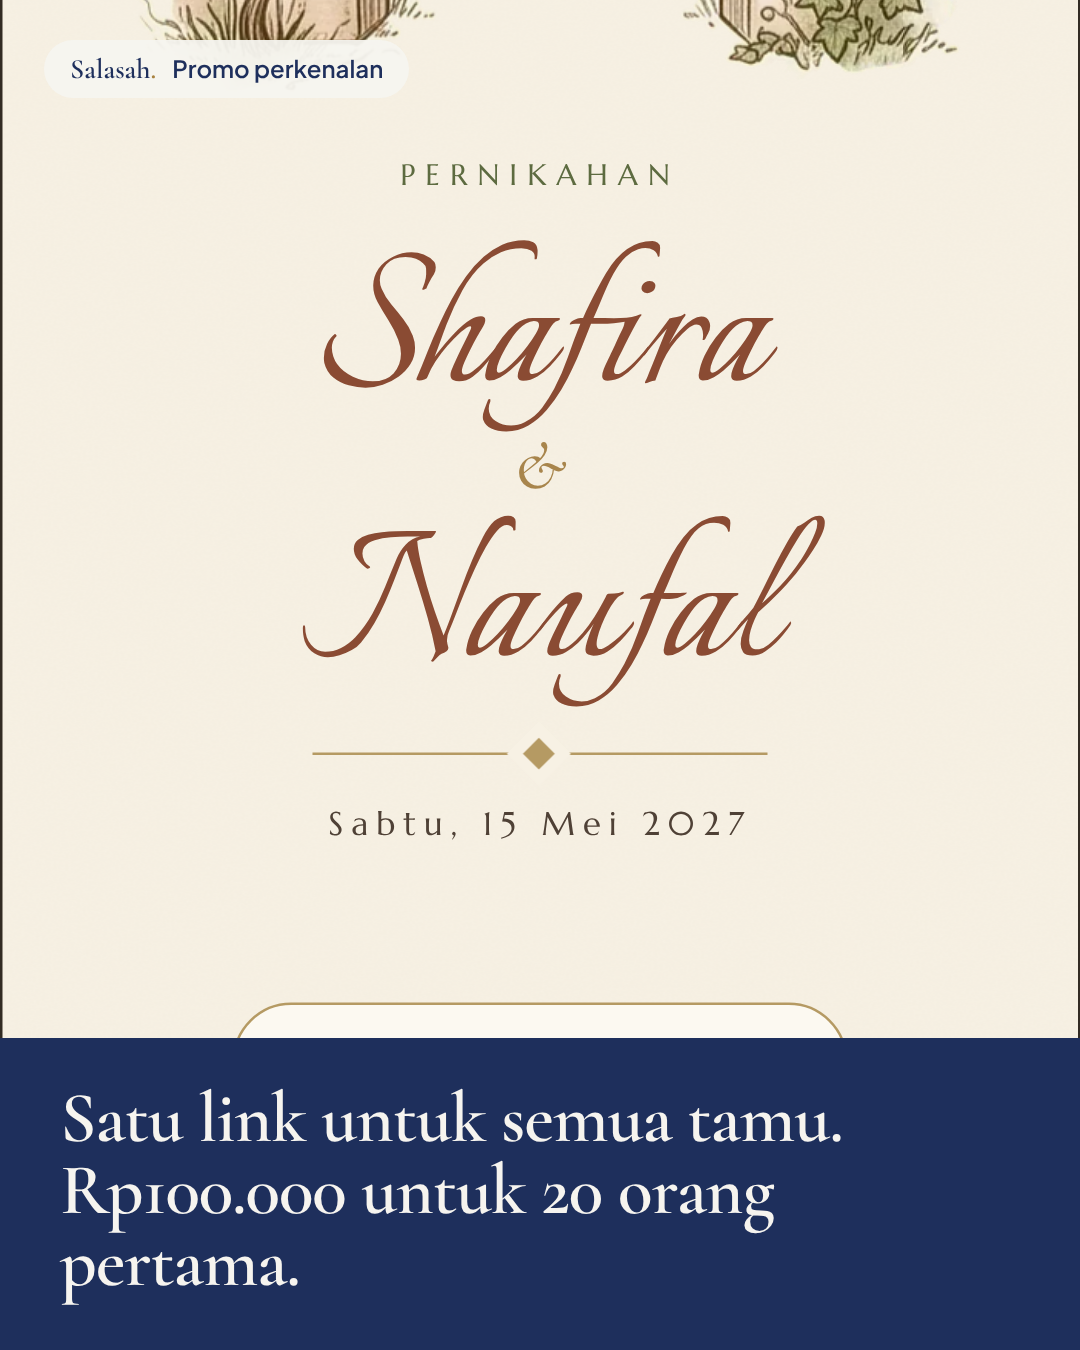 Salasah. Promo perkenalan
PERNIKAHAN
Shafira
&
Naufal
Sabtu, 15 Mei 2027
Satu link untuk semua tamu.
Rp100.000 untuk 20 orang
pertama.